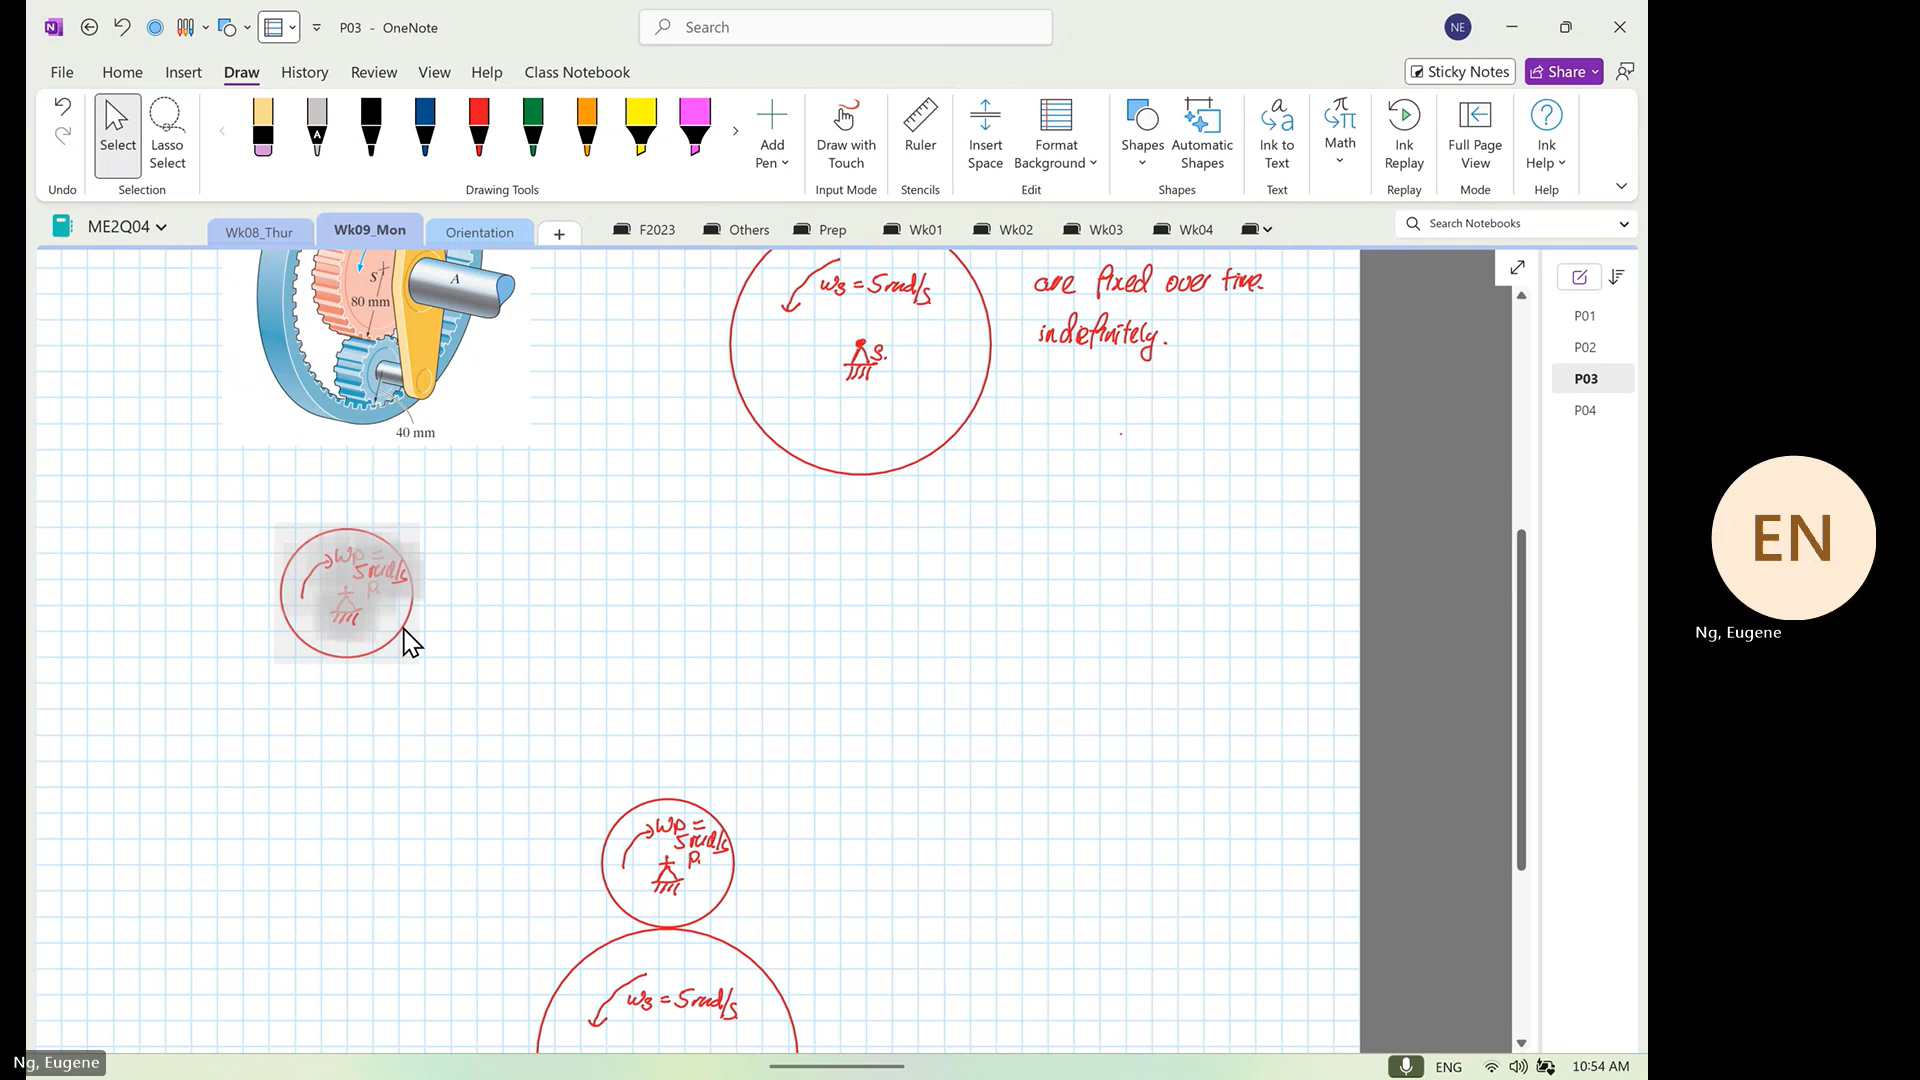 P03 - OneNote
Search
NE
File
Home
Insert
Draw
History
Review
View
Help
Class Notebook
Sticky Notes
Share
Undo
Select
Lasso
Select
Selection
A
Drawing Tools
Add
Pen
Draw with
Touch
Input Mode
Ruler
Stencils
Insert
Space
Format
Background
Edit
Shapes
Automatic
Shapes
Shapes
Ink to
Text
Text
Math
Ink
Replay
Replay
Full Page
View
Mode
Ink
Help
Help
ME2Q04
Wk08_Thur
Wk09_Mon
Orientation
F2023
Others
Prep
Wk01
Wk02
Wk03
Wk04
Search Notebooks
P01
P02
P03
P04
S
A
80 mm
40 mm
ws = 5rad/s
S.
are fixed over time
indefinitely.
WP =
5rad/s
P.
WP =
5rad/s
P.
ws = 5rad/s
EN
Ng, Eugene
Ng, Eugene
ENG
10:54 AM